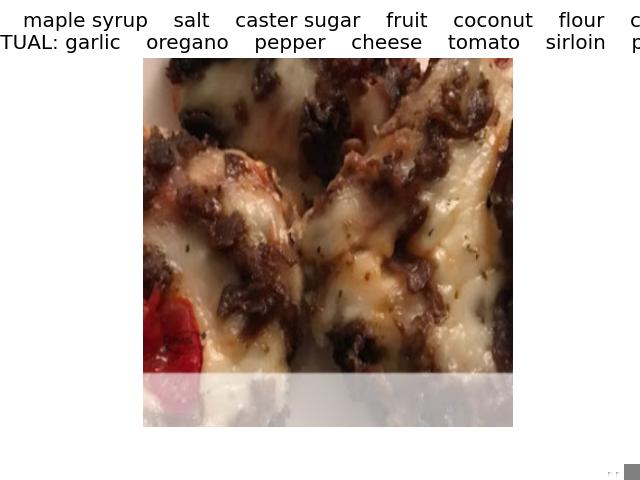 maple syrup salt caster sugar fruit coconut flour c
TUAL: garlic oregano pepper cheese tomato sirloin p